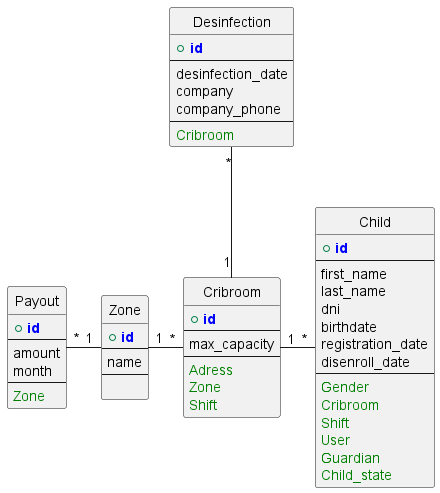 Desinfection
id
desinfection_date
company
company_phone
Cribroom
*
1
Child
id
first_name
last_name
dni
birthdate
registration_date
disenroll_date
Gender
Cribroom
Shift
User
Guardian
Child_state
Payout
id
amount
month
Zone
* 1
Zone
id
name
1 *
Cribroom
id
max_capacity
Adress
Zone
Shift
1 *